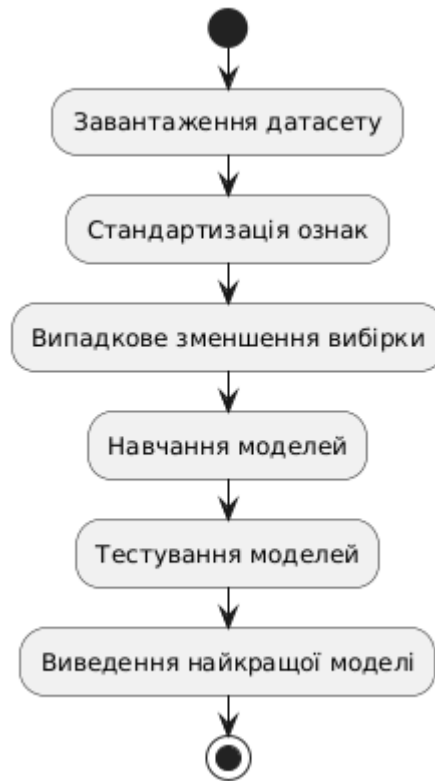 Завантаження датасету
Стандартизація ознак
Випадкове зменшення вибірки
Навчання моделей
Тестування моделей
Виведення найкращої моделі